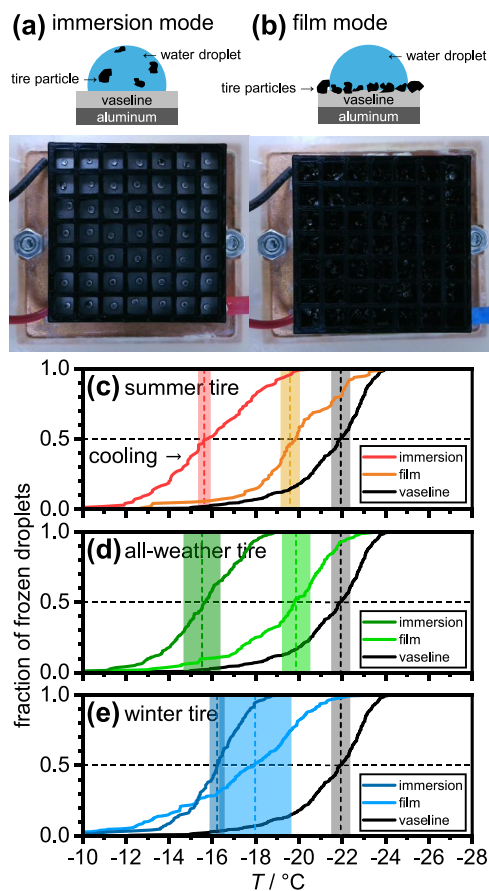 (a) immersion mode
water droplet
tire particle
vaseline
aluminum
(b) film mode
water droplet
tire particles
vaseline
aluminum
fraction of frozen droplets
1.0
0.5
0.0
(c) summer tire
cooling →
immersion
film
vaseline
1.0
0.5
0.0
(d) all-weather tire
immersion
film
vaseline
1.0
0.5
0.0
(e) winter tire
immersion
film
vaseline
-10 -12 -14 -16 -18 -20 -22 -24 -26 -28
T / °C